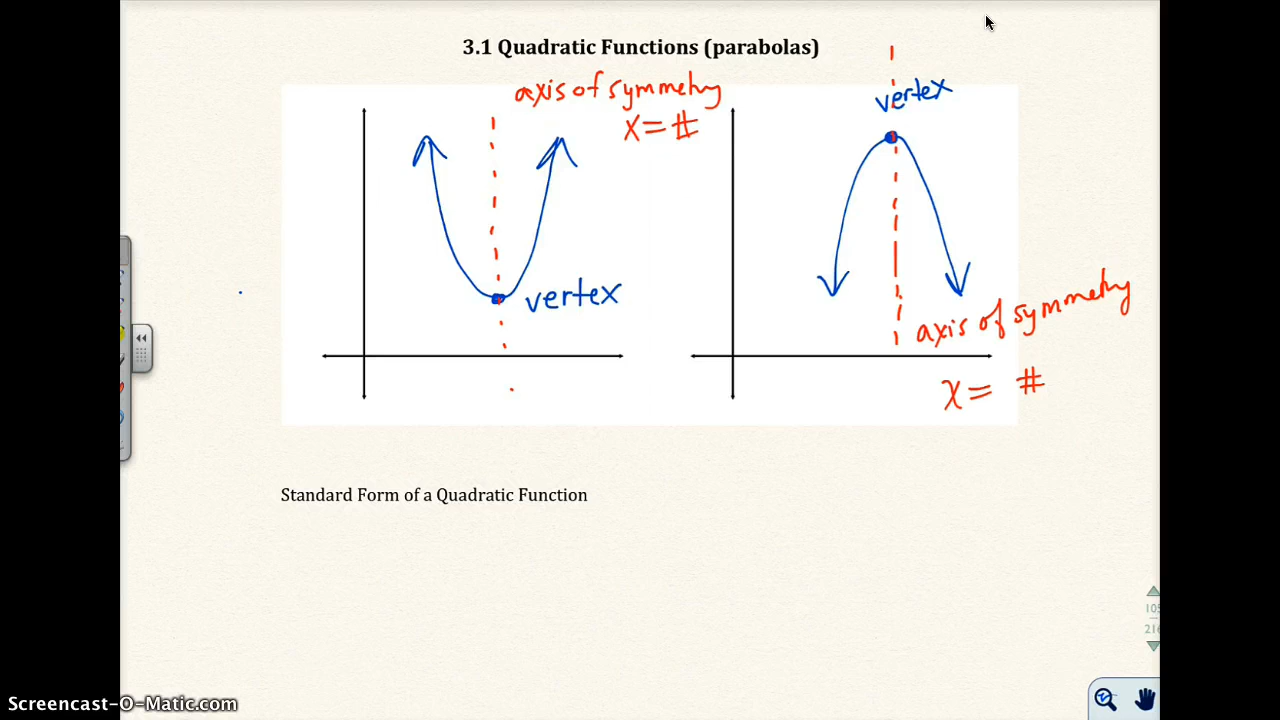 3.1 Quadratic Functions (parabolas)
axis of symmetry
x = #
vertex
vertex
axis of symmetry
x = #
Standard Form of a Quadratic Function
105
Screencast-O-Matic.com